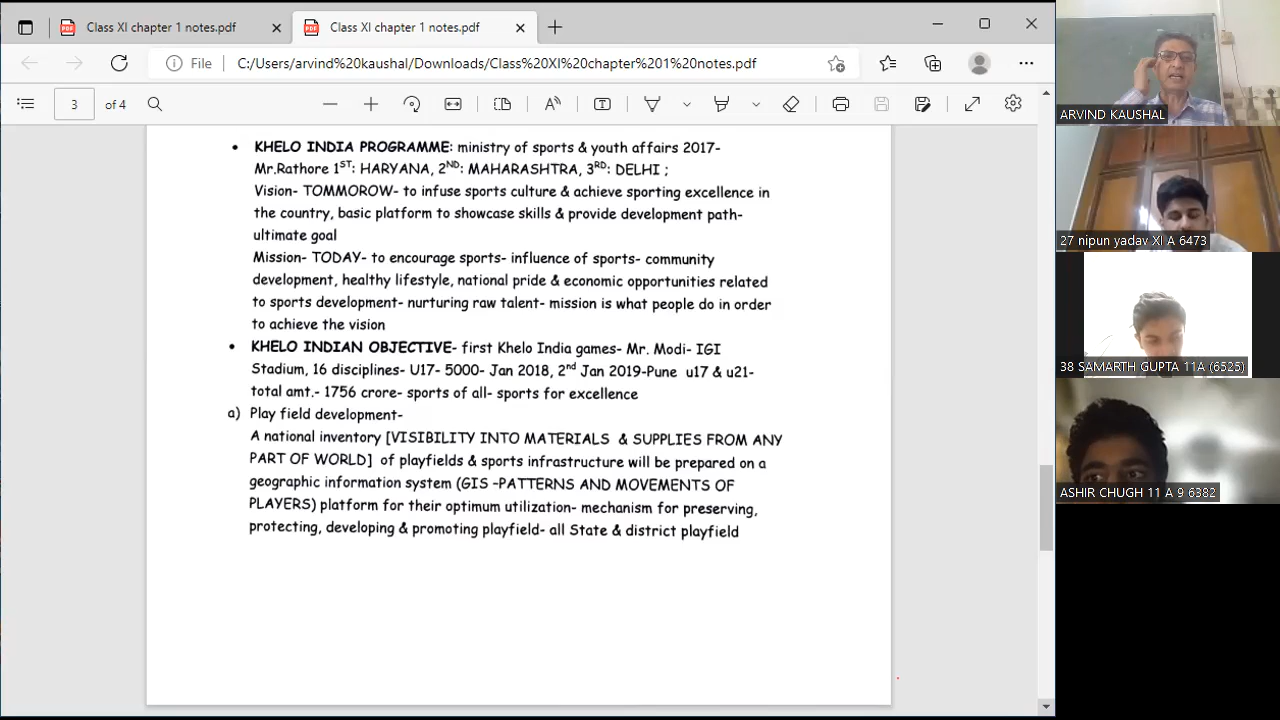 Class XI chapter 1 notes.pdf
Class XI chapter 1 notes.pdf
File C:/Users/arvind%20kaushal/Downloads/Class%20XI%20chapter%201%20notes.pdf
3 of 4
• KHELO INDIA PROGRAMME: ministry of sports & youth affairs 2017-
Mr.Rathore 1ST: HARYANA, 2ND: MAHARASHTRA, 3RD: DELHI ;
Vision- TOMMOROW- to infuse sports culture & achieve sporting excellence in
the country, basic platform to showcase skills & provide development path-
ultimate goal
Mission- TODAY- to encourage sports- influence of sports- community
development, healthy lifestyle, national pride & economic opportunities related
to sports development- nurturing raw talent- mission is what people do in order
to achieve the vision
• KHELO INDIAN OBJECTIVE- first Khelo India games- Mr. Modi- IGI
Stadium, 16 disciplines- U17- 5000- Jan 2018, 2nd Jan 2019-Pune u17 & u21-
total amt.- 1756 crore- sports of all- sports for excellence
a) Play field development-
A national inventory [VISIBILITY INTO MATERIALS & SUPPLIES FROM ANY
PART OF WORLD] of playfields & sports infrastructure will be prepared on a
geographic information system (GIS -PATTERNS AND MOVEMENTS OF
PLAYERS) platform for their optimum utilization- mechanism for preserving,
protecting, developing & promoting playfield- all State & district playfield
ARVIND KAUSHAL
27 nipun yadav XI A 6473
38 SAMARTH GUPTA 11A (6525)
ASHIR CHUGH 11 A 9 6382